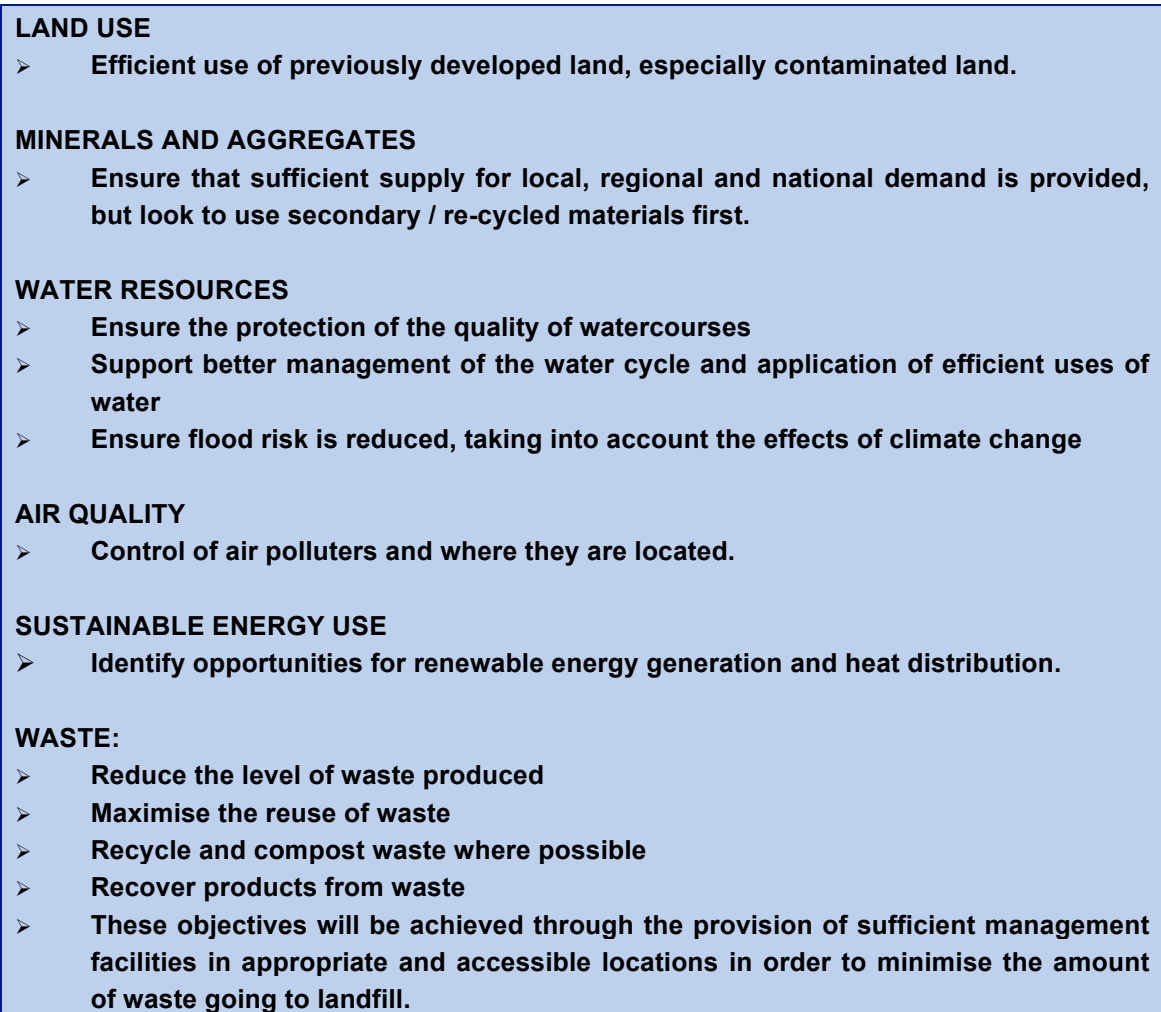 LAND USE
➢ Efficient use of previously developed land, especially contaminated land.
MINERALS AND AGGREGATES
➢ Ensure that sufficient supply for local, regional and national demand is provided,
but look to use secondary / re-cycled materials first.
WATER RESOURCES
➢ Ensure the protection of the quality of watercourses
➢ Support better management of the water cycle and application of efficient uses of
water
➢ Ensure flood risk is reduced, taking into account the effects of climate change
AIR QUALITY
➢ Control of air polluters and where they are located.
SUSTAINABLE ENERGY USE
➢ Identify opportunities for renewable energy generation and heat distribution.
WASTE:
➢ Reduce the level of waste produced
➢ Maximise the reuse of waste
➢ Recycle and compost waste where possible
➢ Recover products from waste
➢ These objectives will be achieved through the provision of sufficient management
facilities in appropriate and accessible locations in order to minimise the amount
of waste going to landfill.